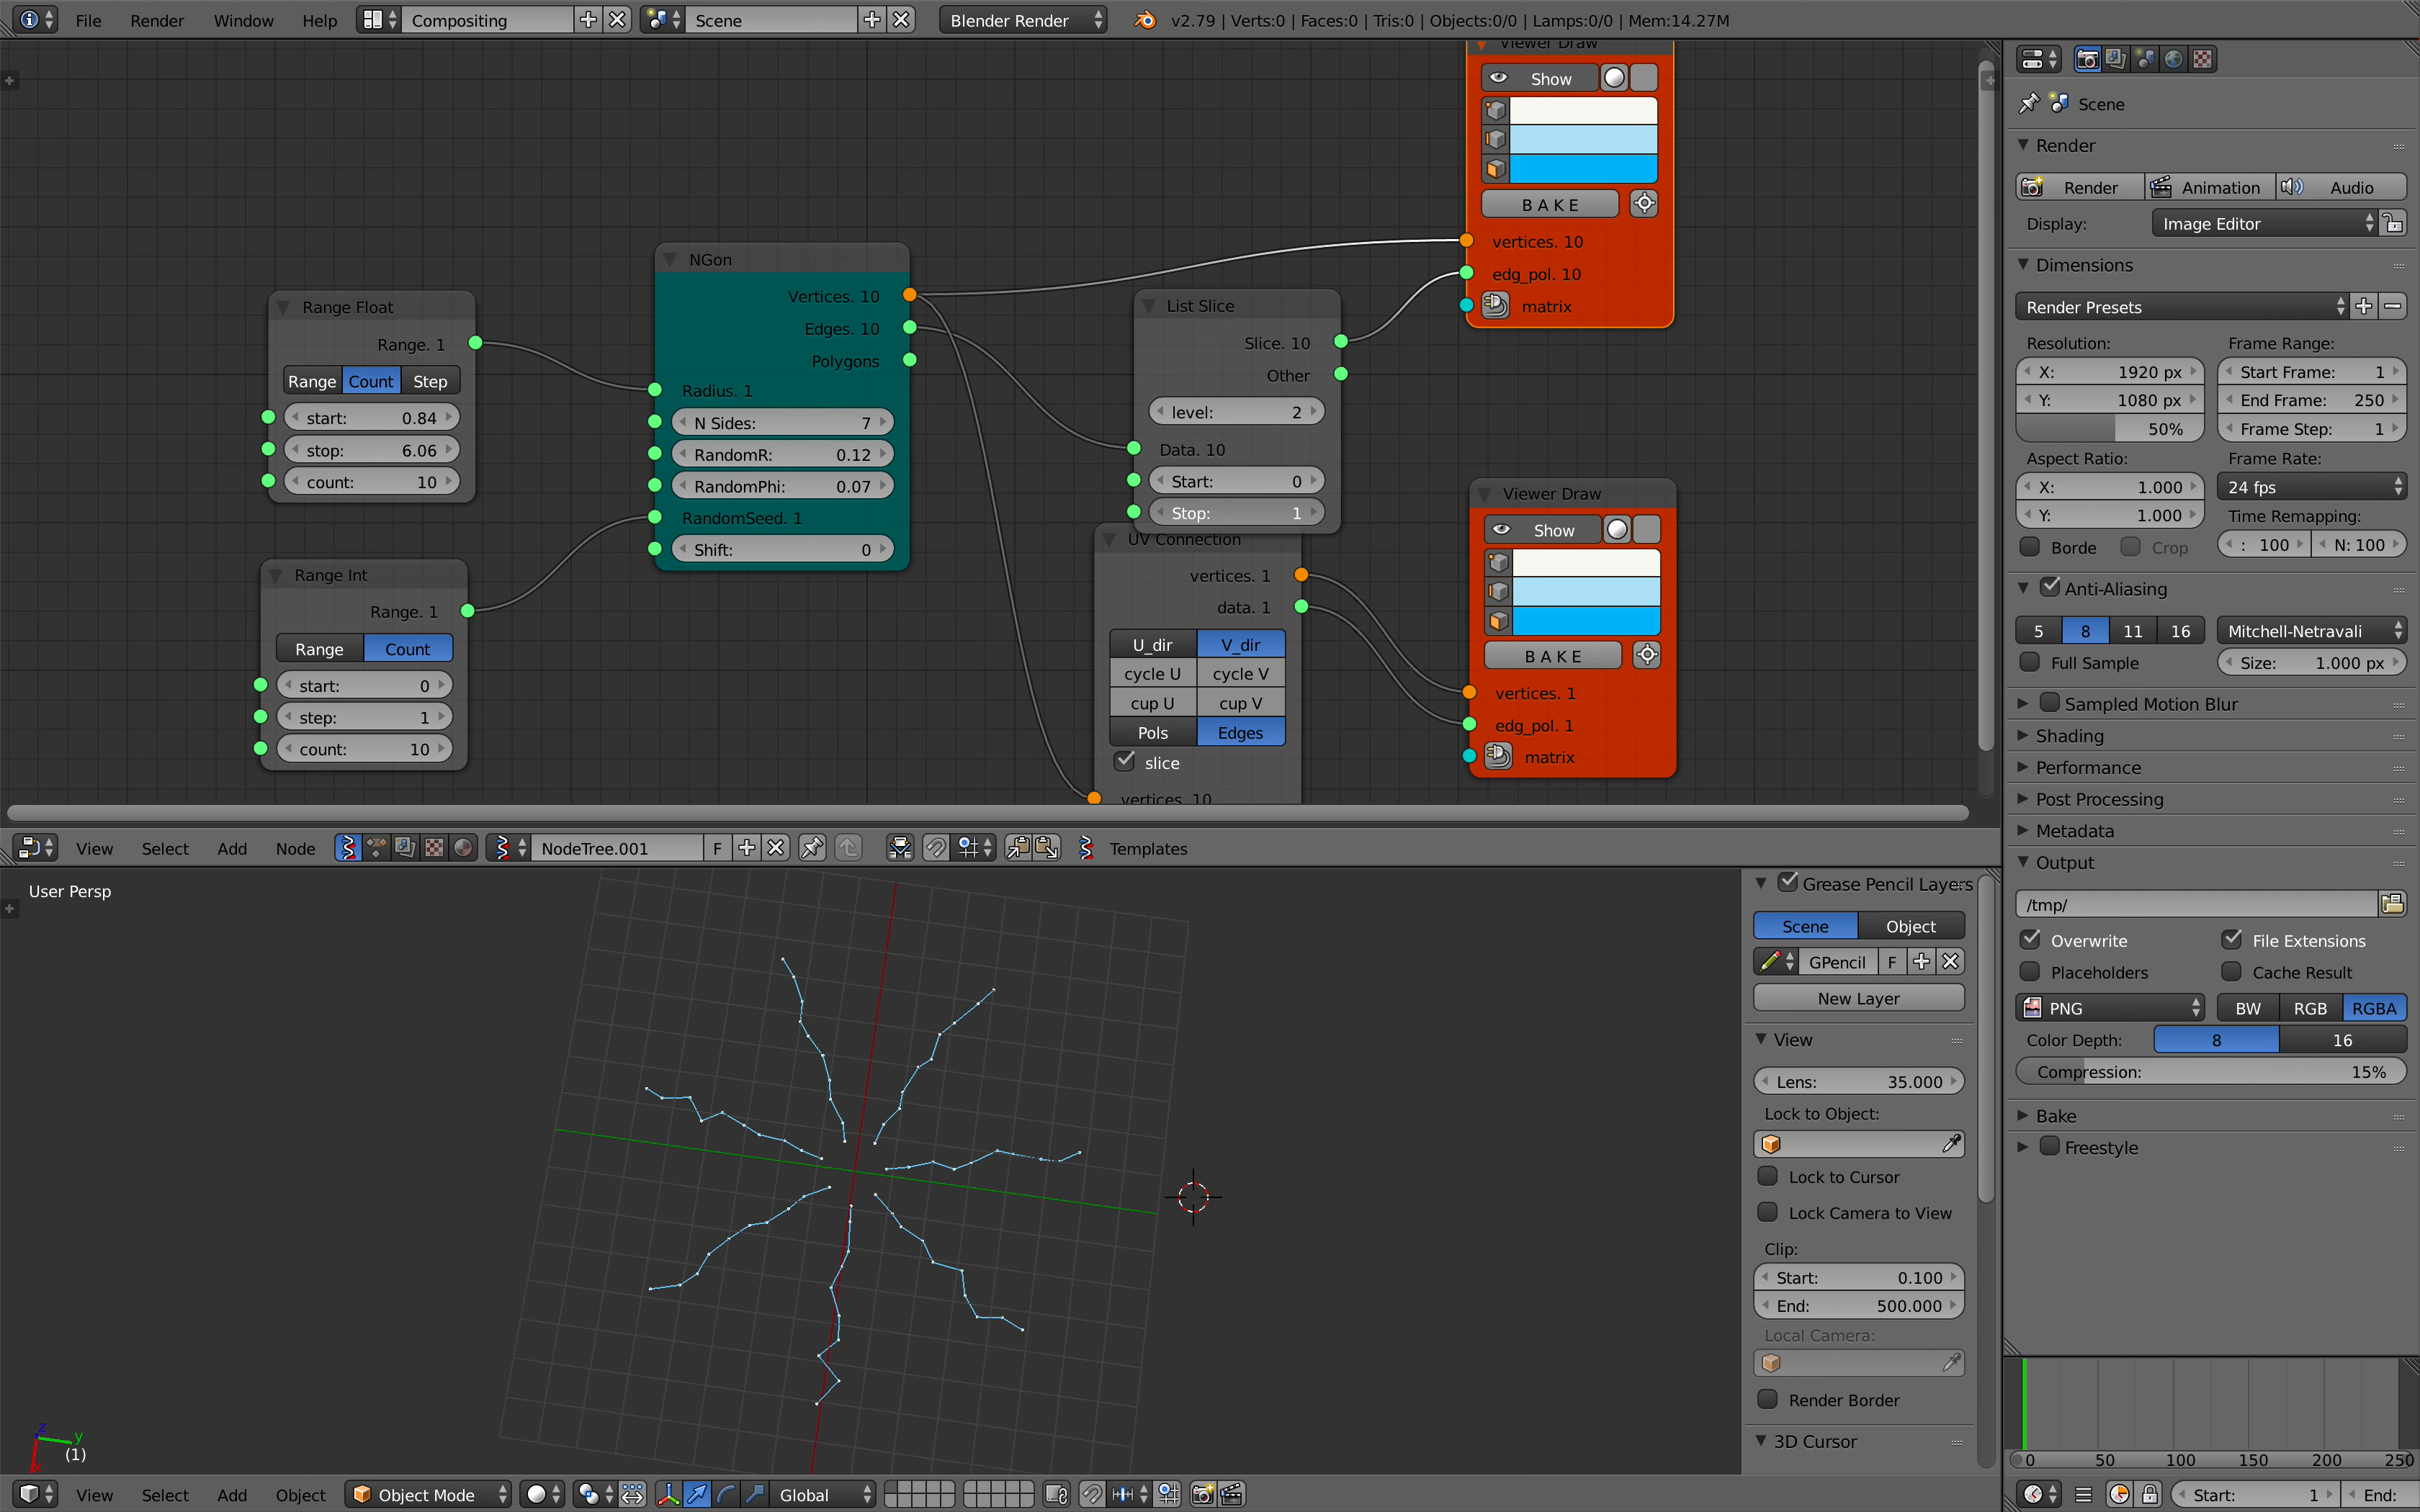 File Render Window Help Compositing Scene Blender Render v2.79 | Verts:0 | Faces:0 | Tris:0 | Objects:0/0 | Lamps:0/0 | Mem:14.27M
Viewer Draw
Show
BAKE
vertices. 10
edg_pol. 10
matrix
Range Float
Range. 1
Range Count Step
start: 0.84
stop: 6.06
count: 10
Range Int
Range. 1
Range Count
start: 0
step: 1
count: 10
NGon
Vertices. 10
Edges. 10
Polygons
Radius. 1
N Sides: 7
RandomR: 0.12
RandomPhi: 0.07
RandomSeed. 1
Shift: 0
List Slice
Slice. 10
Other
level: 2
Data. 10
Start: 0
Stop: 1
UV Connection
vertices. 1
data. 1
U_dir V_dir
cycle U cycle V
cup U cup V
Pols Edges
slice
vertices. 10
Viewer Draw
Show
BAKE
vertices. 1
edg_pol. 1
matrix
View Select Add Node NodeTree.001 F Templates
User Persp
z
y
x
(1)
Grease Pencil Layers
Scene Object
GPencil F
New Layer
View
Lens: 35.000
Lock to Object:
Lock to Cursor
Lock Camera to View
Clip:
Start: 0.100
End: 500.000
Local Camera:
Render Border
3D Cursor
View Select Add Object Object Mode Global
Scene
Render
Render Animation Audio
Display: Image Editor
Dimensions
Render Presets
Resolution: Frame Range:
X: 1920 px Start Frame: 1
Y: 1080 px End Frame: 250
50% Frame Step: 1
Aspect Ratio: Frame Rate:
X: 1.000 24 fps
Y: 1.000 Time Remapping:
Borde Crop : 100 N: 100
Anti-Aliasing
5 8 11 16 Mitchell-Netravali
Full Sample Size: 1.000 px
Sampled Motion Blur
Shading
Performance
Post Processing
Metadata
Output
/tmp/
Overwrite File Extensions
Placeholders Cache Result
PNG BW RGB RGBA
Color Depth: 8 16
Compression: 15%
Bake
Freestyle
0 50 100 150 200 250
Start: 1 End: